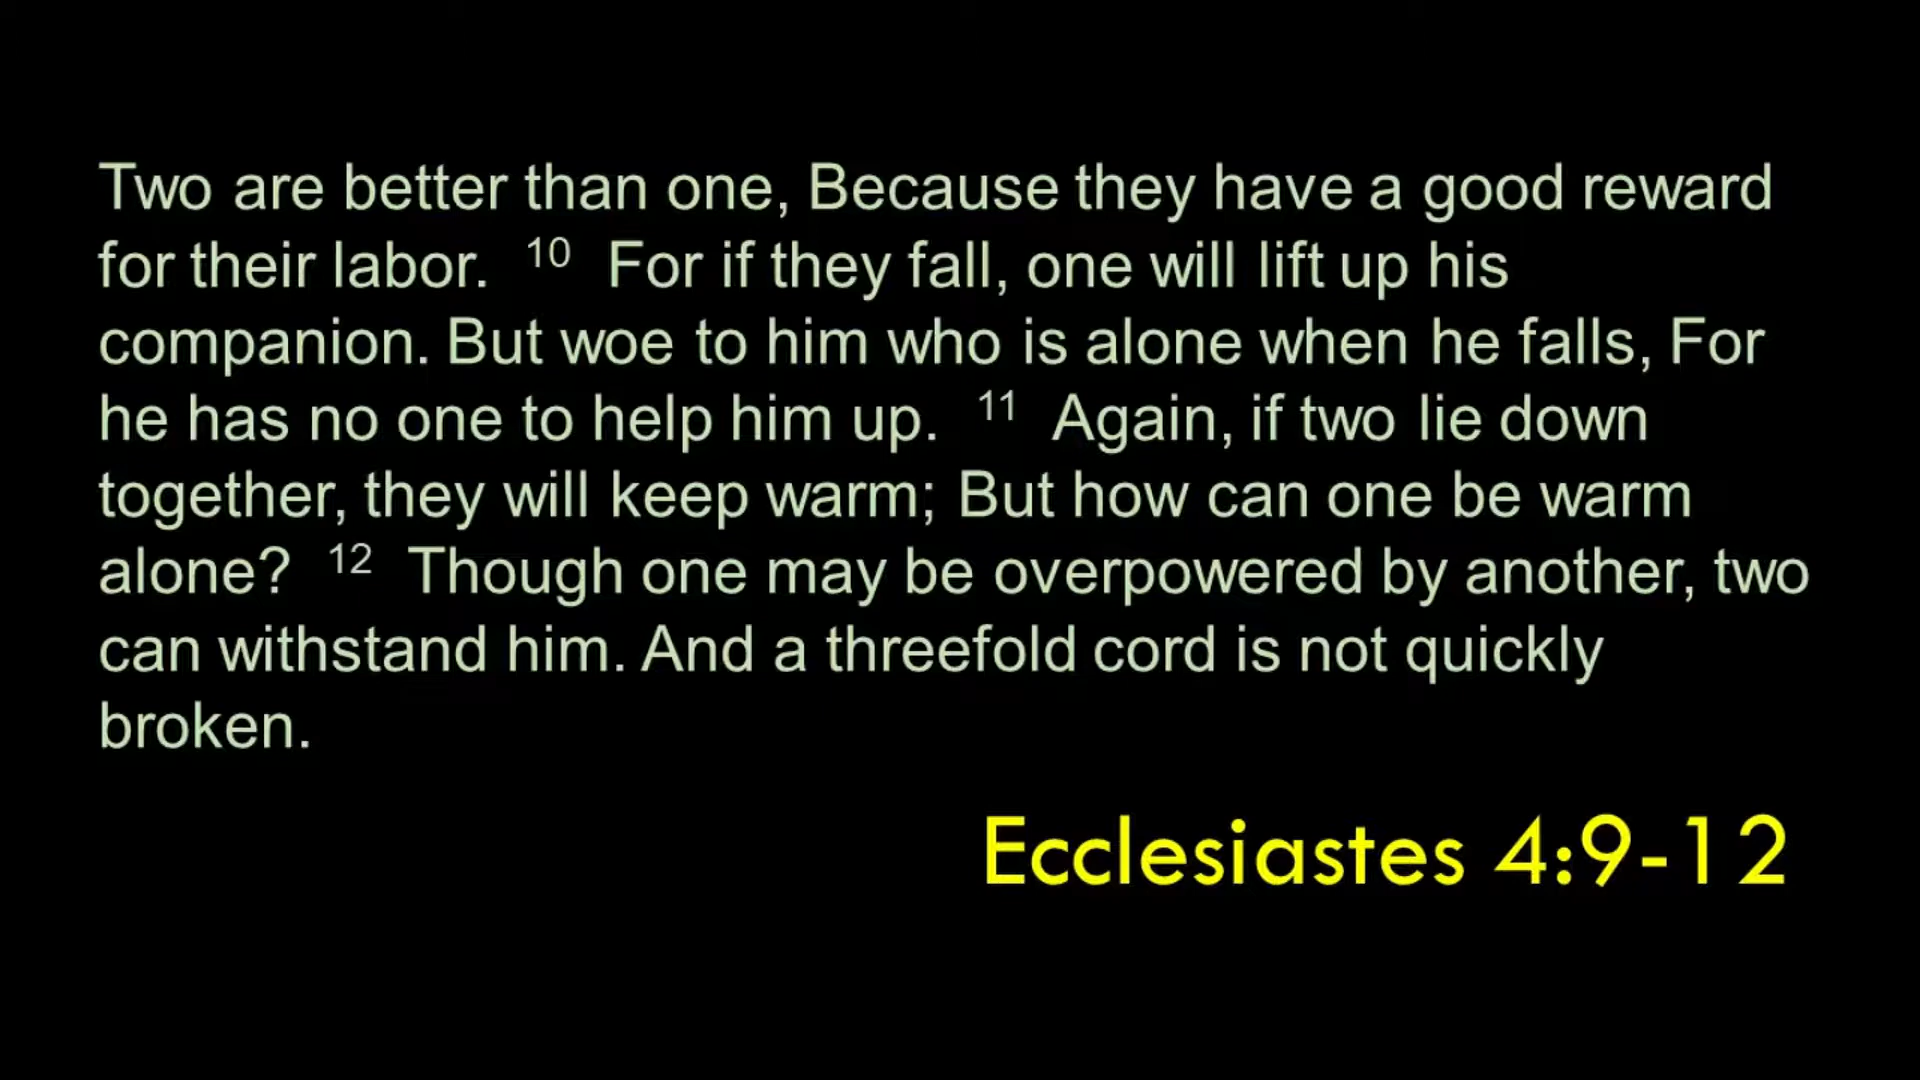 Two are better than one, Because they have a good reward
for their labor. 10 For if they fall, one will lift up his
companion. But woe to him who is alone when he falls, For
he has no one to help him up. 11 Again, if two lie down
together, they will keep warm; But how can one be warm
alone? 12 Though one may be overpowered by another, two
can withstand him. And a threefold cord is not quickly
broken.
Ecclesiastes 4:9-12